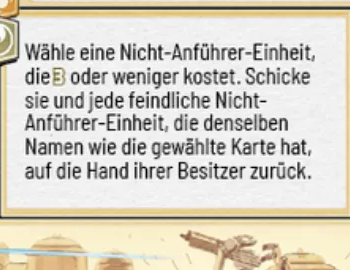 Wähle eine Nicht-Anführer-Einheit,
die 3 oder weniger kostet. Schicke
sie und jede feindliche Nicht-
Anführer-Einheit, die denselben
Namen wie die gewählte Karte hat,
auf die Hand ihrer Besitzer zurück.